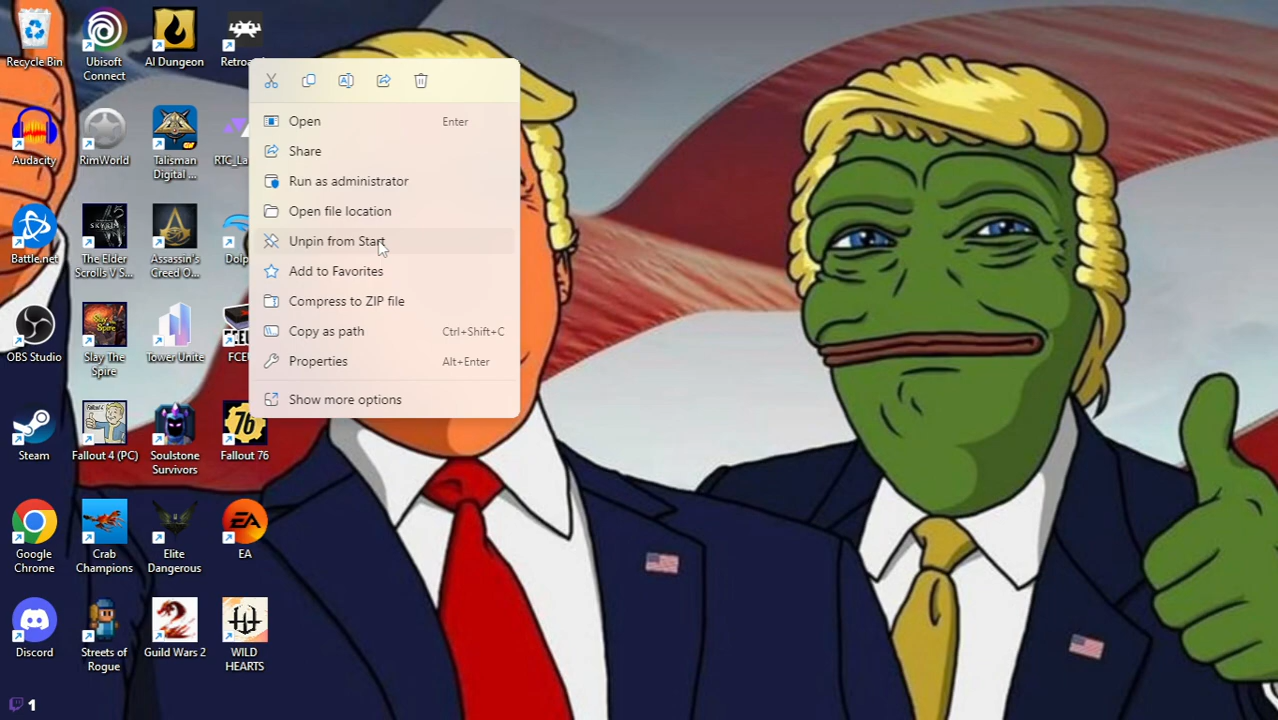 Recycle Bin
Ubisoft
Connect
AI Dungeon
Open Enter
Share
Run as administrator
Open file location
Unpin from Start
Add to Favorites
Compress to ZIP file
Copy as path Ctrl+Shift+C
Properties Alt+Enter
Show more options
Audacity
RimWorld
Talisman
Digital ...
Battle.net
The Elder
Scrolls V S...
Assassin's
Creed O...
OBS Studio
Slay The
Spire
Tower Unite
Steam
Fallout 4 (PC)
Soulstone
Survivors
76
Fallout 76
Google
Chrome
Crab
Champions
Elite
Dangerous
EA
EA
Discord
Streets of
Rogue
Guild Wars 2
WILD
HEARTS
1